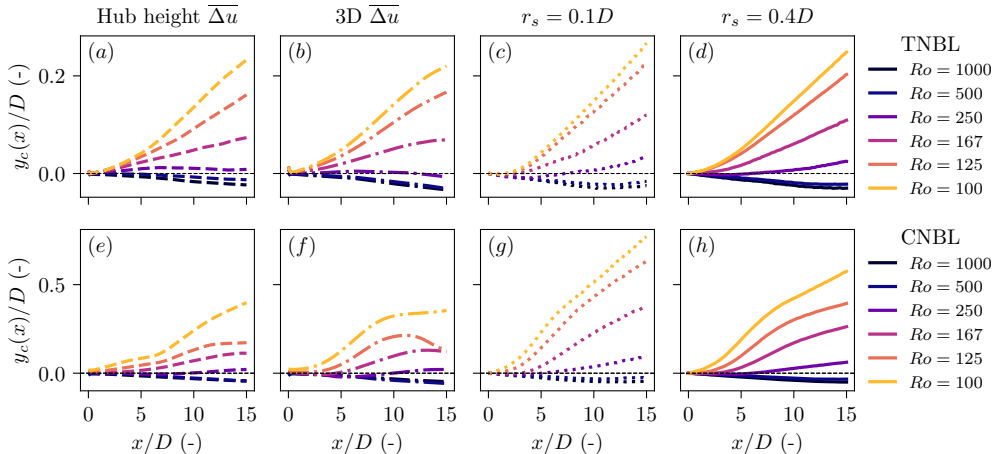 Hub height \overline{Δu}
3D \overline{Δu}
r_s = 0.1D
r_s = 0.4D
(a)
(b)
(c)
(d)
TNBL
Ro = 1000
Ro = 500
Ro = 250
Ro = 167
Ro = 125
Ro = 100
y_c(x)/D (-)
0.2
0.0
(e)
(f)
(g)
(h)
CNBL
Ro = 1000
Ro = 500
Ro = 250
Ro = 167
Ro = 125
Ro = 100
y_c(x)/D (-)
0.5
0.0
0 5 10 15
0 5 10 15
0 5 10 15
0 5 10 15
x/D (-)
x/D (-)
x/D (-)
x/D (-)